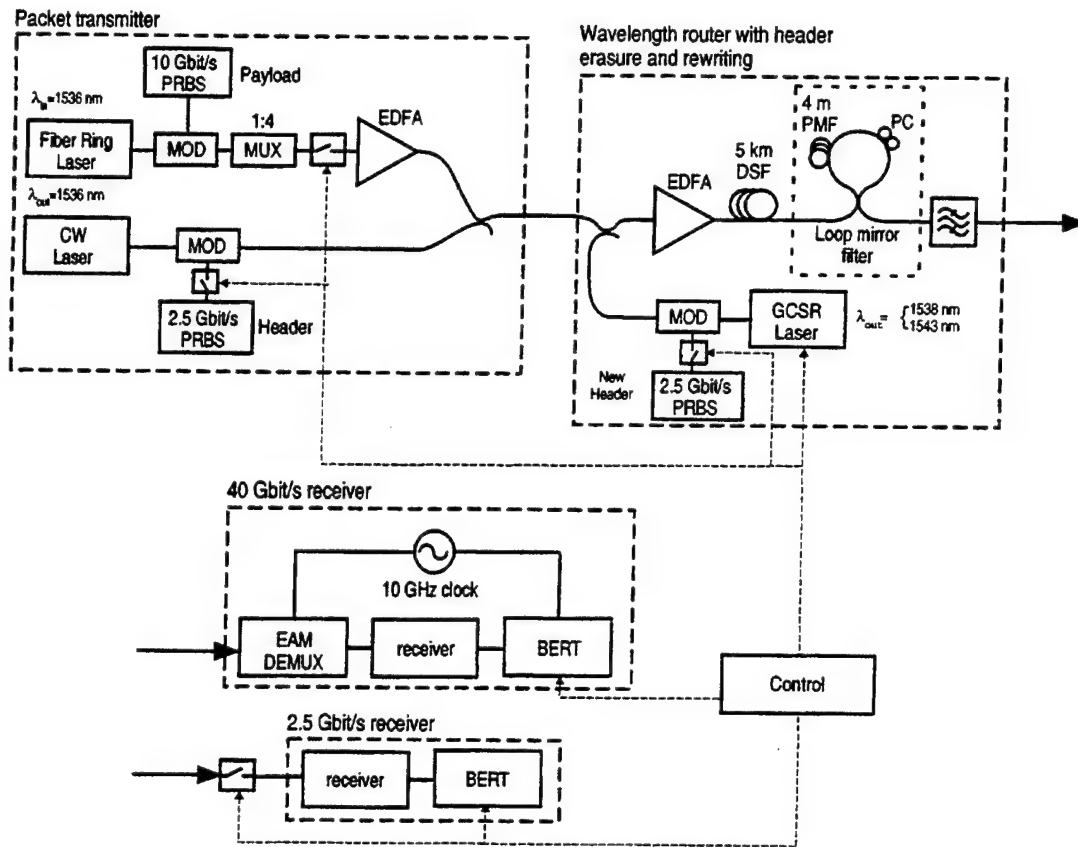 Packet transmitter
10 Gbit/s
PRBS
Payload
λin=1536 nm
Fiber Ring
Laser
MOD
1:4
MUX
EDFA
λout=1536 nm
CW
Laser
MOD
2.5 Gbit/s
PRBS
Header
Wavelength router with header
erasure and rewriting
EDFA
5 km
DSF
4 m
PMF
PC
Loop mirror
filter
MOD
GCSR
Laser
λout= { 1538 nm
1543 nm
New
Header
2.5 Gbit/s
PRBS
40 Gbit/s receiver
10 GHz clock
EAM
DEMUX
receiver
BERT
Control
2.5 Gbit/s receiver
receiver
BERT